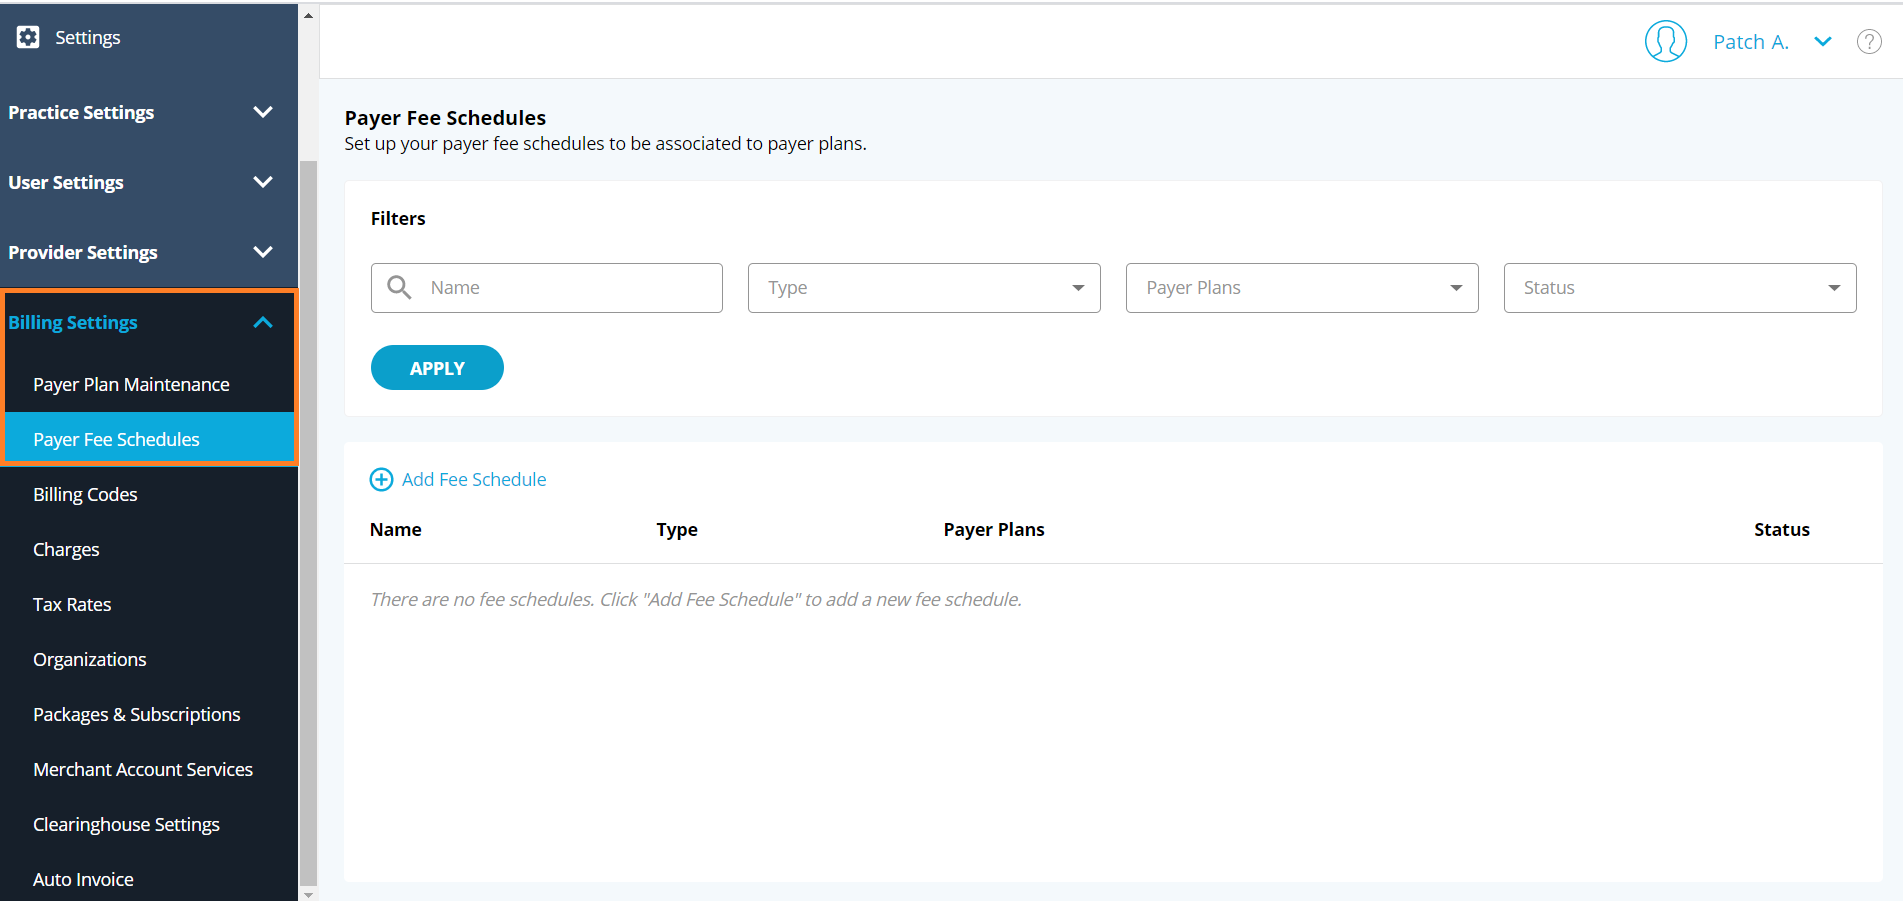 Settings
Practice Settings
User Settings
Provider Settings
Billing Settings
Payer Plan Maintenance
Payer Fee Schedules
Billing Codes
Charges
Tax Rates
Organizations
Packages & Subscriptions
Merchant Account Services
Clearinghouse Settings
Auto Invoice
Patch A.
?
Payer Fee Schedules
Set up your payer fee schedules to be associated to payer plans.
Filters
Name Type Payer Plans Status
APPLY
Add Fee Schedule
Name Type Payer Plans Status
There are no fee schedules. Click "Add Fee Schedule" to add a new fee schedule.